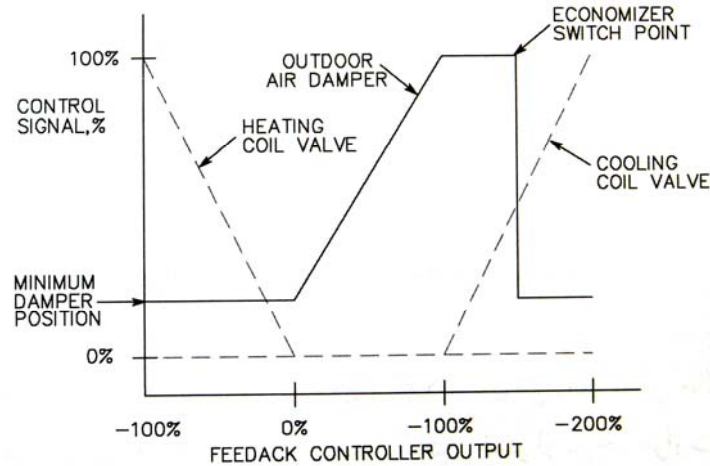 ECONOMIZER
SWITCH POINT
OUTDOOR
AIR DAMPER
100%
CONTROL
SIGNAL,%
HEATING
COIL VALVE
COOLING
COIL VALVE
MINIMUM
DAMPER
POSITION
0%
-100%
0%
-100%
-200%
FEEDACK CONTROLLER OUTPUT